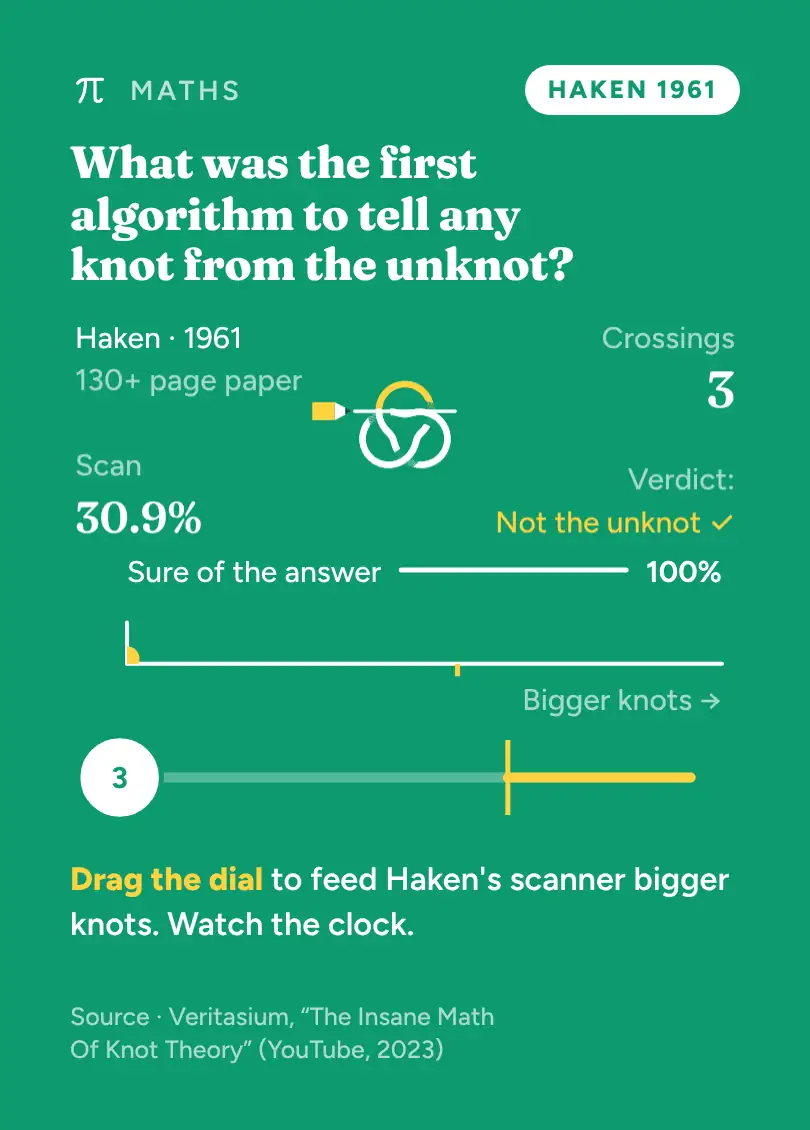 π MATHS
HAKEN 1961
What was the first
algorithm to tell any
knot from the unknot?
Haken · 1961
130+ page paper
Crossings
3
Scan
30.9%
Verdict:
Not the unknot ✓
Sure of the answer 100%
Bigger knots →
3
Drag the dial to feed Haken's scanner bigger
knots. Watch the clock.
Source · Veritasium, “The Insane Math
Of Knot Theory” (YouTube, 2023)